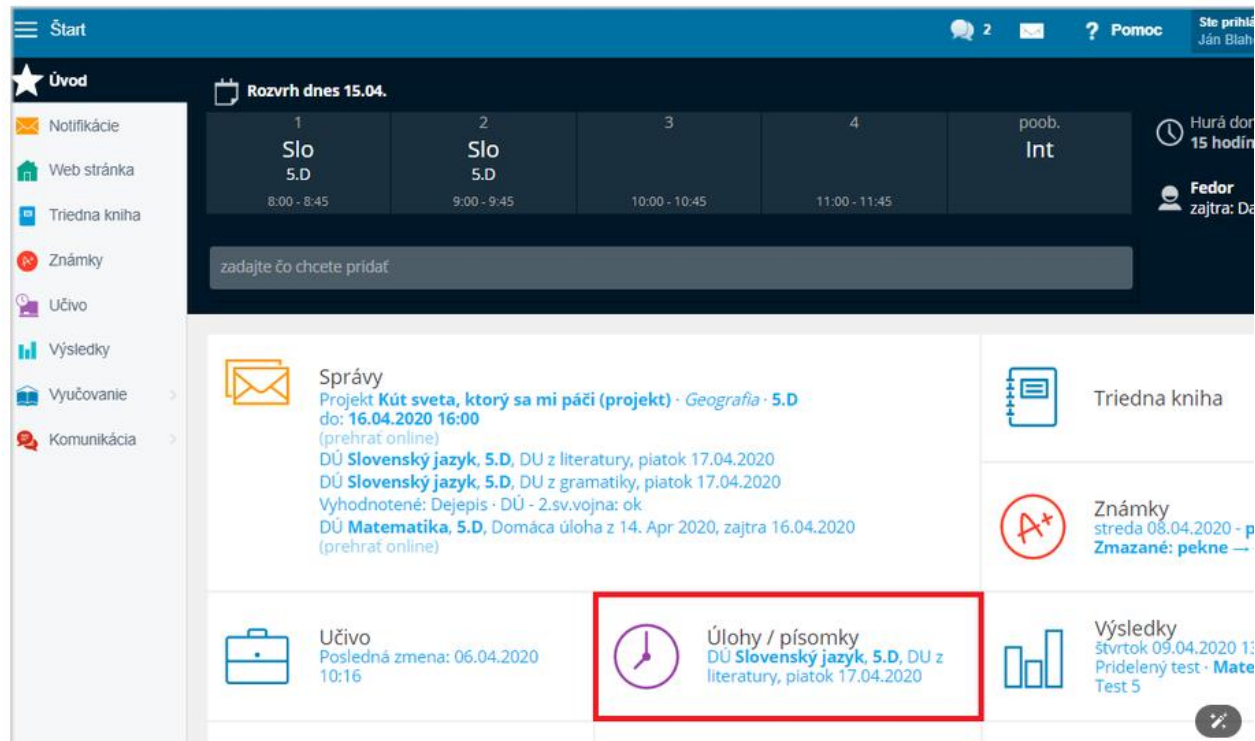 Štart
2
? Pomoc
Ste prihlá
Ján Blah
Úvod
Notifikácie
Web stránka
Triedna kniha
Známky
Učivo
Výsledky
Vyučovanie
Komunikácia
Rozvrh dnes 15.04.
1
Slo
5.D
8:00 - 8:45
2
Slo
5.D
9:00 - 9:45
3
10:00 - 10:45
4
11:00 - 11:45
poob.
Int
Hurá dom
15 hodín
Fedor
zajtra: Da
zadajte čo chcete pridať
Správy
Projekt Kút sveta, ktorý sa mi páči (projekt) · Geografia · 5.D
do: 16.04.2020 16:00
(prehrať online)
DÚ Slovenský jazyk, 5.D, DU z literatury, piatok 17.04.2020
DÚ Slovenský jazyk, 5.D, DU z gramatiky, piatok 17.04.2020
Vyhodnotené: Dejepis · DÚ - 2.sv.vojna: ok
DÚ Matematika, 5.D, Domáca úloha z 14. Apr 2020, zajtra 16.04.2020
(prehrať online)
Triedna kniha
A+
Známky
streda 08.04.2020 - p
Zmazané: pekne →
Učivo
Posledná zmena: 06.04.2020
10:16
Úlohy / písomky
DÚ Slovenský jazyk, 5.D, DU z
literatury, piatok 17.04.2020
Výsledky
štvrtok 09.04.2020 13
Pridelený test · Mate
Test 5